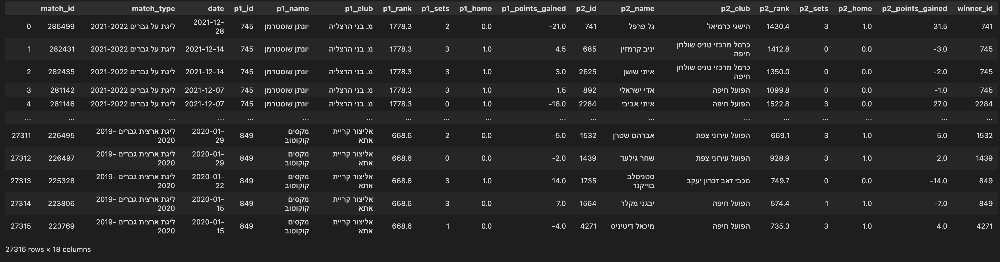 match_id match_type date p1_id p1_name p1_club p1_rank p1_sets p1_home p1_points_gained p2_id p2_name p2_club p2_rank p2_sets p2_home p2_points_gained winner_id
0 286499 ליגת על גברים 2021-2022 2021-12-28 745 יונתן שוסטרמן מ. בני הרצליה 1778.3 2 0.0 -21.0 741 גל פרפל הישגי כרמיאל 1430.4 3 1.0 31.5 741
1 282431 ליגת על גברים 2021-2022 2021-12-14 745 יונתן שוסטרמן מ. בני הרצליה 1778.3 3 1.0 4.5 685 יניב קרמזין כרמל מרכזי טניס שולחן חיפה 1412.8 0 0.0 -3.0 745
2 282435 ליגת על גברים 2021-2022 2021-12-14 745 יונתן שוסטרמן מ. בני הרצליה 1778.3 3 1.0 3.0 2625 איתי שושן כרמל מרכזי טניס שולחן חיפה 1350.0 0 0.0 -2.0 745
3 281142 ליגת על גברים 2021-2022 2021-12-07 745 יונתן שוסטרמן מ. בני הרצליה 1778.3 3 1.0 1.5 892 אדי ישראלי הפועל חיפה 1099.8 0 0.0 -1.0 745
4 281146 ליגת על גברים 2021-2022 2021-12-07 745 יונתן שוסטרמן מ. בני הרצליה 1778.3 0 1.0 -18.0 2284 איתי אביבי הפועל חיפה 1522.8 3 0.0 27.0 2284
... ... ... ... ... ... ... ... ... ... ... ... ... ... ... ... ... ... ...
27311 226495 ליגת ארצית גברים 2019-2020 2020-01-29 849 מקסים קוקוטוב אליצור קריית אתא 668.6 2 0.0 -5.0 1532 אברהם שטרן הפועל עירוני צפת 669.1 3 1.0 5.0 1532
27312 226497 ליגת ארצית גברים 2019-2020 2020-01-29 849 מקסים קוקוטוב אליצור קריית אתא 668.6 0 0.0 -2.0 1439 שחר גילעד הפועל עירוני צפת 928.9 3 1.0 2.0 1439
27313 225328 ליגת ארצית גברים 2019-2020 2020-01-22 849 מקסים קוקוטוב אליצור קריית אתא 668.6 3 1.0 14.0 1735 סטניסלב בוייקנר מכבי זאב זכרון יעקב 749.7 0 0.0 -14.0 849
27314 223806 ליגת ארצית גברים 2019-2020 2020-01-15 849 מקסים קוקוטוב אליצור קריית אתא 668.6 3 0.0 7.0 1564 יבגני מקלר הפועל חיפה 574.4 1 1.0 -7.0 849
27315 223769 ליגת ארצית גברים 2019-2020 2020-01-15 849 מקסים קוקוטוב אליצור קריית אתא 668.6 1 0.0 -4.0 4271 מיכאל דיטיניס הפועל חיפה 735.3 3 1.0 4.0 4271
27316 rows × 18 columns